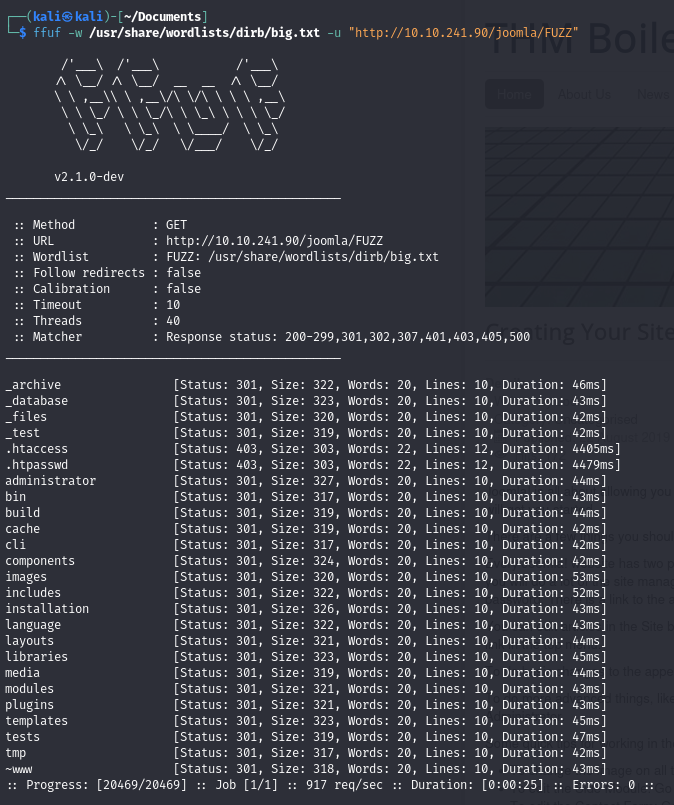 ┌──(kali㉿kali)-[~/Documents]
└─$ ffuf -w /usr/share/wordlists/dirb/big.txt -u "http://10.10.241.90/joomla/FUZZ"
THM Boile
Home About Us News
v2.1.0-dev
:: Method : GET
:: URL : http://10.10.241.90/joomla/FUZZ
:: Wordlist : FUZZ: /usr/share/wordlists/dirb/big.txt
:: Follow redirects : false
:: Calibration : false
:: Timeout : 10
:: Threads : 40
:: Matcher : Response status: 200-299,301,302,307,401,403,405,500
Creating Your Site
_archive [Status: 301, Size: 322, Words: 20, Lines: 10, Duration: 46ms]
_database [Status: 301, Size: 323, Words: 20, Lines: 10, Duration: 43ms]
_files [Status: 301, Size: 320, Words: 20, Lines: 10, Duration: 42ms]
_test [Status: 301, Size: 319, Words: 20, Lines: 10, Duration: 42ms]
.htaccess [Status: 403, Size: 303, Words: 22, Lines: 12, Duration: 4405ms]
.htpasswd [Status: 403, Size: 303, Words: 22, Lines: 12, Duration: 4479ms]
administrator [Status: 301, Size: 327, Words: 20, Lines: 10, Duration: 44ms]
bin [Status: 301, Size: 317, Words: 20, Lines: 10, Duration: 43ms]
build [Status: 301, Size: 319, Words: 20, Lines: 10, Duration: 44ms]
cache [Status: 301, Size: 319, Words: 20, Lines: 10, Duration: 42ms]
cli [Status: 301, Size: 317, Words: 20, Lines: 10, Duration: 42ms]
components [Status: 301, Size: 324, Words: 20, Lines: 10, Duration: 42ms]
images [Status: 301, Size: 320, Words: 20, Lines: 10, Duration: 53ms]
includes [Status: 301, Size: 322, Words: 20, Lines: 10, Duration: 52ms]
installation [Status: 301, Size: 326, Words: 20, Lines: 10, Duration: 43ms]
language [Status: 301, Size: 322, Words: 20, Lines: 10, Duration: 43ms]
layouts [Status: 301, Size: 321, Words: 20, Lines: 10, Duration: 44ms]
libraries [Status: 301, Size: 323, Words: 20, Lines: 10, Duration: 45ms]
media [Status: 301, Size: 319, Words: 20, Lines: 10, Duration: 44ms]
modules [Status: 301, Size: 321, Words: 20, Lines: 10, Duration: 43ms]
plugins [Status: 301, Size: 321, Words: 20, Lines: 10, Duration: 43ms]
templates [Status: 301, Size: 323, Words: 20, Lines: 10, Duration: 45ms]
tests [Status: 301, Size: 319, Words: 20, Lines: 10, Duration: 47ms]
tmp [Status: 301, Size: 317, Words: 20, Lines: 10, Duration: 42ms]
~www [Status: 301, Size: 318, Words: 20, Lines: 10, Duration: 43ms]
:: Progress: [20469/20469] :: Job [1/1] :: 917 req/sec :: Duration: [0:00:25] :: Errors: 0 ::